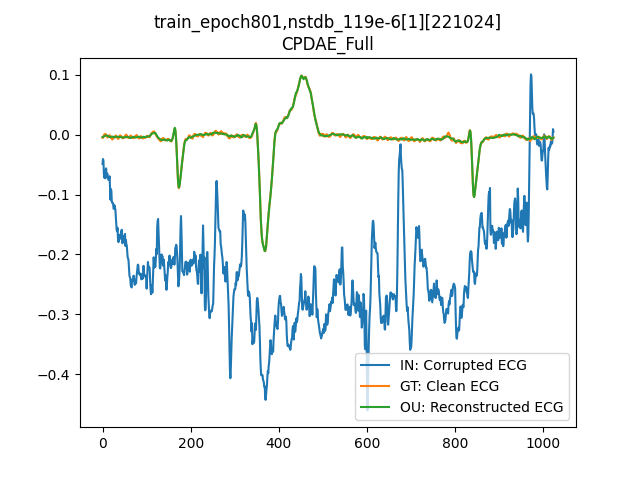 train_epoch801,nstdb_119e-6[1][221024]
CPDAE_Full
0.1
0.0
−0.1
−0.2
−0.3
−0.4
IN: Corrupted ECG
GT: Clean ECG
OU: Reconstructed ECG
0 200 400 600 800 1000